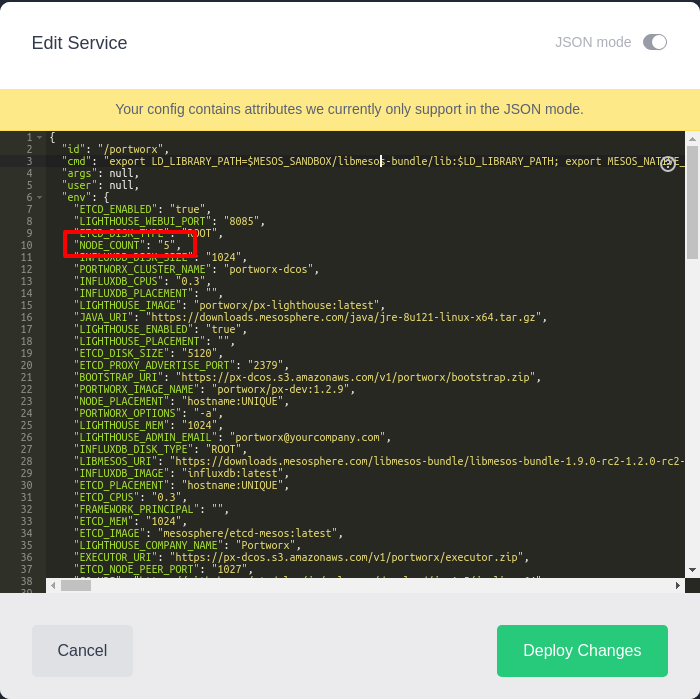 Edit Service
JSON mode
Your config contains attributes we currently only support in the JSON mode.
1 {
2 "id": "/portworx",
3 "cmd": "export LD_LIBRARY_PATH=$MESOS_SANDBOX/libmesos-bundle/lib:$LD_LIBRARY_PATH; export MESOS_NATIVE_
4 "args": null,
5 "user": null,
6 "env": {
7 "ETCD_ENABLED": "true",
8 "LIGHTHOUSE_WEBUI_PORT": "8085",
9 "ETCD_DISK_TYPE": "ROOT",
10 "NODE_COUNT": "5",
11 "INFLUXDB_DISK_SIZE": "1024",
12 "PORTWORX_CLUSTER_NAME": "portworx-dcos",
13 "INFLUXDB_CPUS": "0.3",
14 "INFLUXDB_PLACEMENT": "",
15 "LIGHTHOUSE_IMAGE": "portworx/px-lighthouse:latest",
16 "JAVA_URI": "https://downloads.mesosphere.com/java/jre-8u121-linux-x64.tar.gz",
17 "LIGHTHOUSE_ENABLED": "true",
18 "LIGHTHOUSE_PLACEMENT": "",
19 "ETCD_DISK_SIZE": "5120",
20 "ETCD_PROXY_ADVERTISE_PORT": "2379",
21 "BOOTSTRAP_URI": "https://px-dcos.s3.amazonaws.com/v1/portworx/bootstrap.zip",
22 "PORTWORX_IMAGE_NAME": "portworx/px-dev:1.2.9",
23 "NODE_PLACEMENT": "hostname:UNIQUE",
24 "PORTWORX_OPTIONS": "-a",
25 "LIGHTHOUSE_MEM": "1024",
26 "LIGHTHOUSE_ADMIN_EMAIL": "portworx@yourcompany.com",
27 "INFLUXDB_DISK_TYPE": "ROOT",
28 "LIBMESOS_URI": "https://downloads.mesosphere.com/libmesos-bundle/libmesos-bundle-1.9.0-rc2-1.2.0-rc2-
29 "INFLUXDB_IMAGE": "influxdb:latest",
30 "ETCD_PLACEMENT": "hostname:UNIQUE",
31 "ETCD_CPUS": "0.3",
32 "FRAMEWORK_PRINCIPAL": "",
33 "ETCD_MEM": "1024",
34 "ETCD_IMAGE": "mesosphere/etcd-mesos:latest",
35 "LIGHTHOUSE_COMPANY_NAME": "Portworx",
36 "EXECUTOR_URI": "https://px-dcos.s3.amazonaws.com/v1/portworx/executor.zip",
37 "ETCD_NODE_PEER_PORT": "1027",
38
39
Cancel
Deploy Changes